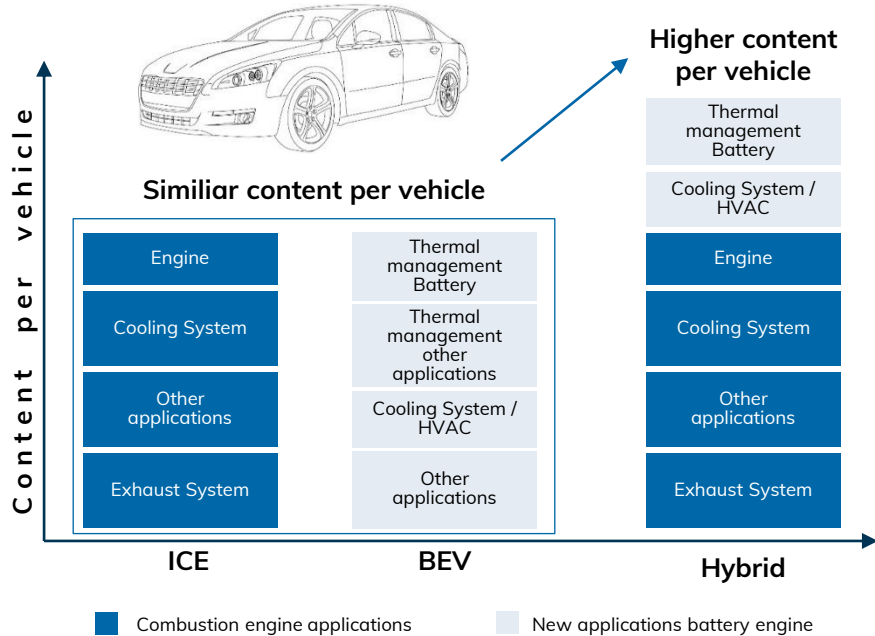 Higher content
per vehicle
Content per vehicle
Similiar content per vehicle
Engine
Cooling System
Other
applications
Exhaust System
Thermal
management
Battery
Thermal
management
other
applications
Cooling System /
HVAC
Other
applications
Thermal
management
Battery
Cooling System /
HVAC
Engine
Cooling System
Other
applications
Exhaust System
ICE
BEV
Hybrid
Combustion engine applications
New applications battery engine